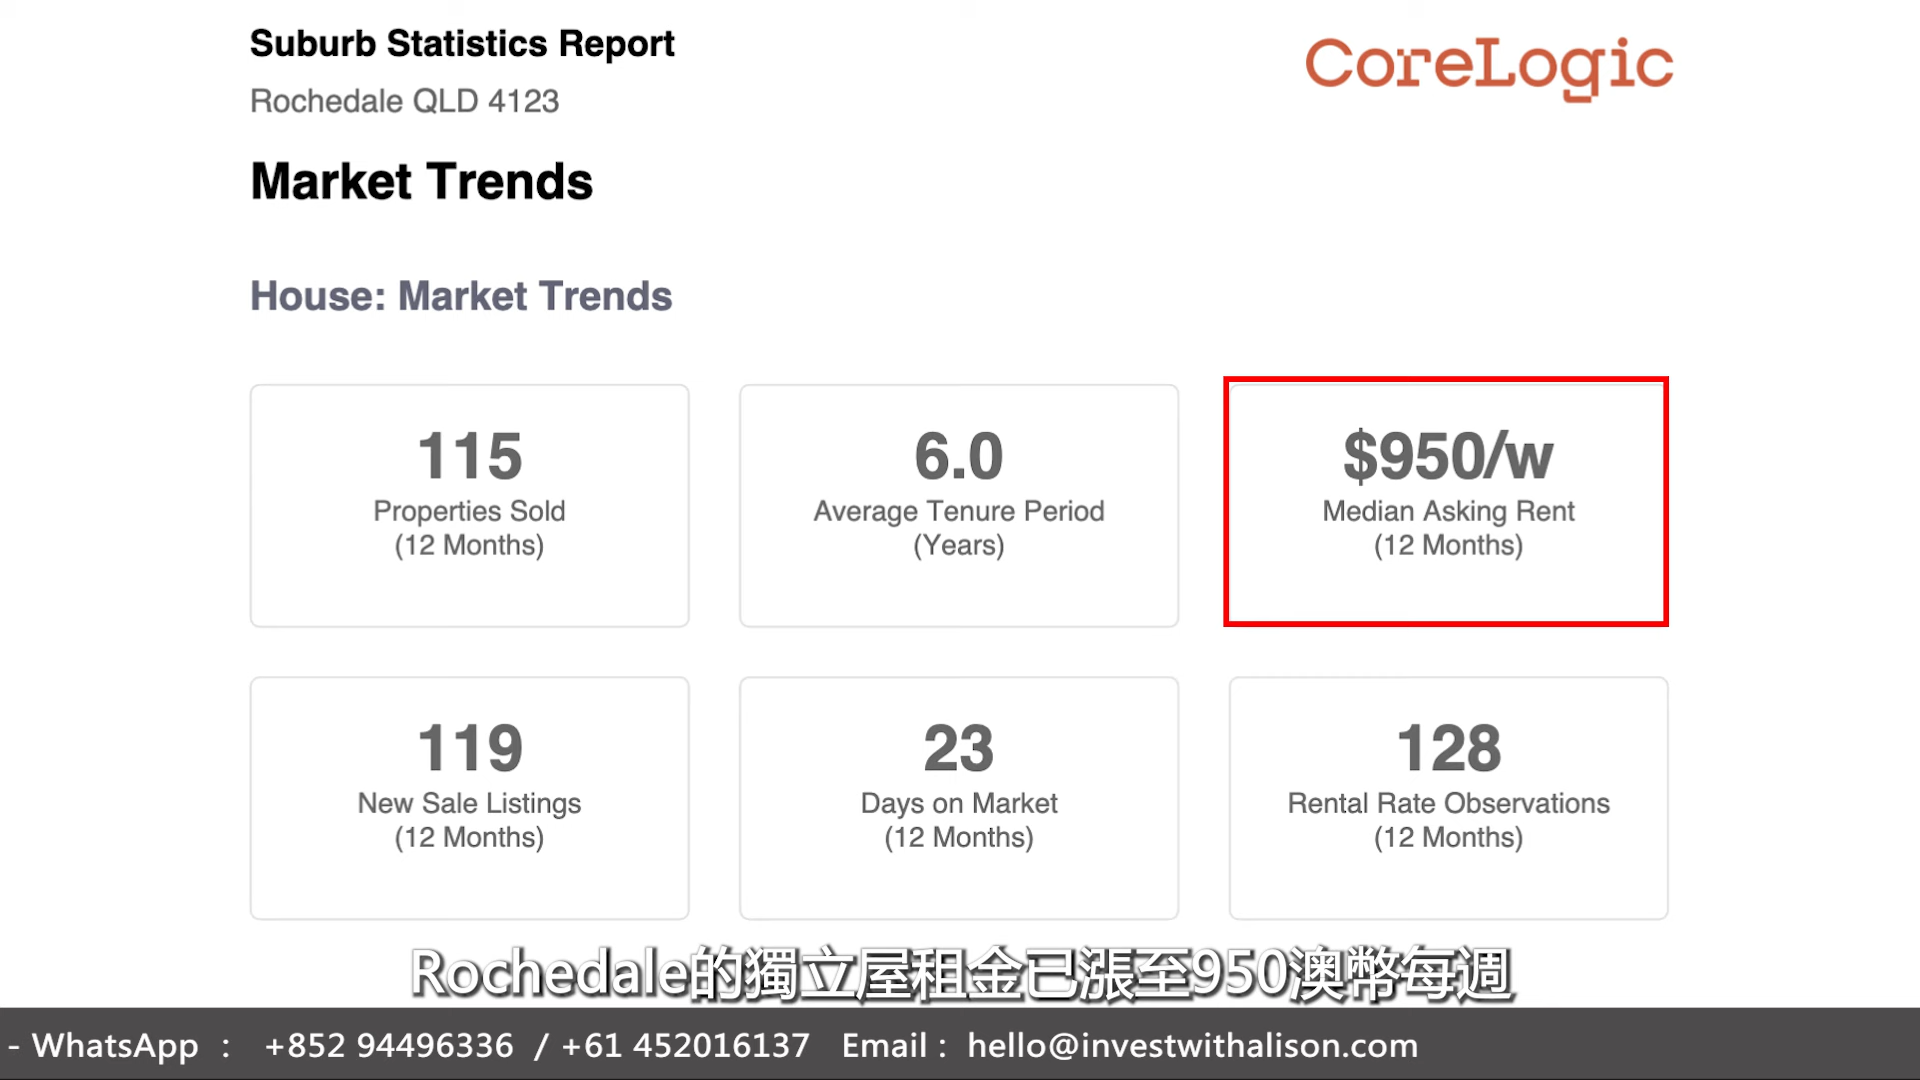 Suburb Statistics Report
CoreLogic
Rochedale QLD 4123
Market Trends
House: Market Trends
115
Properties Sold
(12 Months)
6.0
Average Tenure Period
(Years)
$950/w
Median Asking Rent
(12 Months)
119
New Sale Listings
(12 Months)
23
Days on Market
(12 Months)
128
Rental Rate Observations
(12 Months)
Rochedale的獨立屋租金已漲至950澳幣每週
- WhatsApp : +852 94496336 / +61 452016137 Email : hello@investwithalison.com